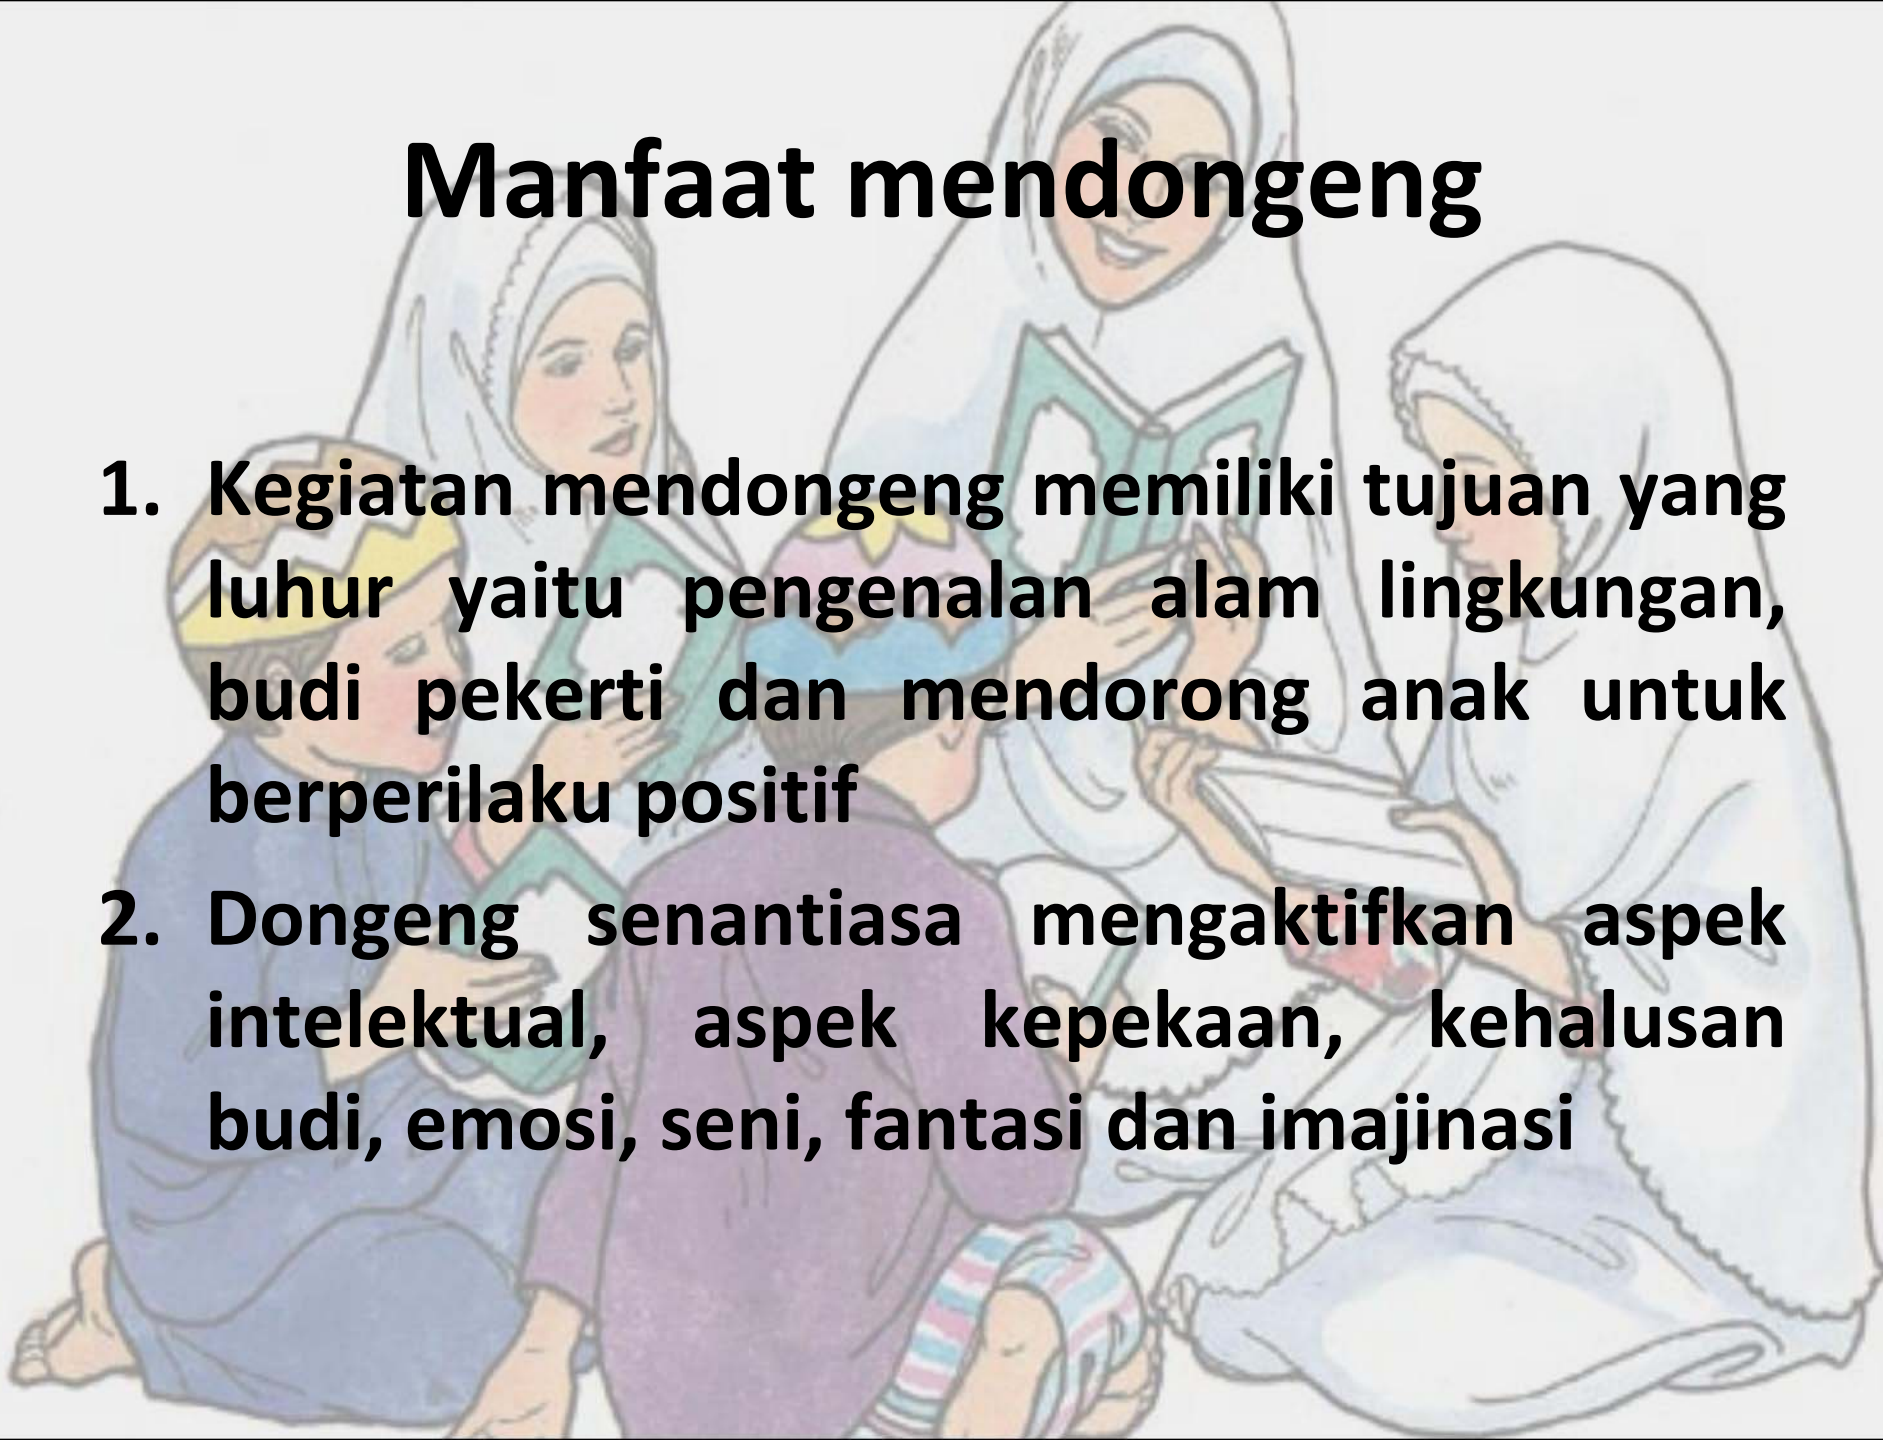 Manfaat mendongeng
1. Kegiatan mendongeng memiliki tujuan yang
luhur yaitu pengenalan alam lingkungan,
budi pekerti dan mendorong anak untuk
berperilaku positif
2. Dongeng senantiasa mengaktifkan aspek
intelektual, aspek kepekaan, kehalusan
budi, emosi, seni, fantasi dan imajinasi